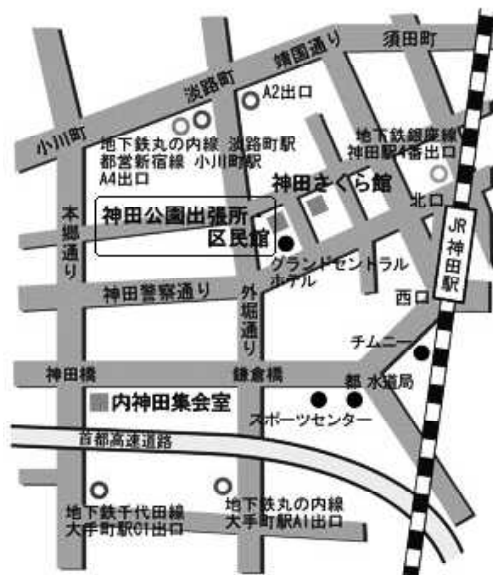 須田町
靖国通り
淡路町
A2出口
小川町
地下鉄丸の内線 淡路町駅
都営新宿線 小川町駅
A4出口
地下鉄銀座線
神田駅4番出口
神田さくら館
北口
神田公園出張所
区民館
本郷通り
JR神田駅
グランドセントラル
ホテル
神田警察通り
外堀通り
西口
チムニー
神田橋
鎌倉橋
都 水道局
内神田集会室
スポーツセンター
首都高速道路
地下鉄千代田線
大手町駅C1出口
地下鉄丸の内線
大手町駅A1出口